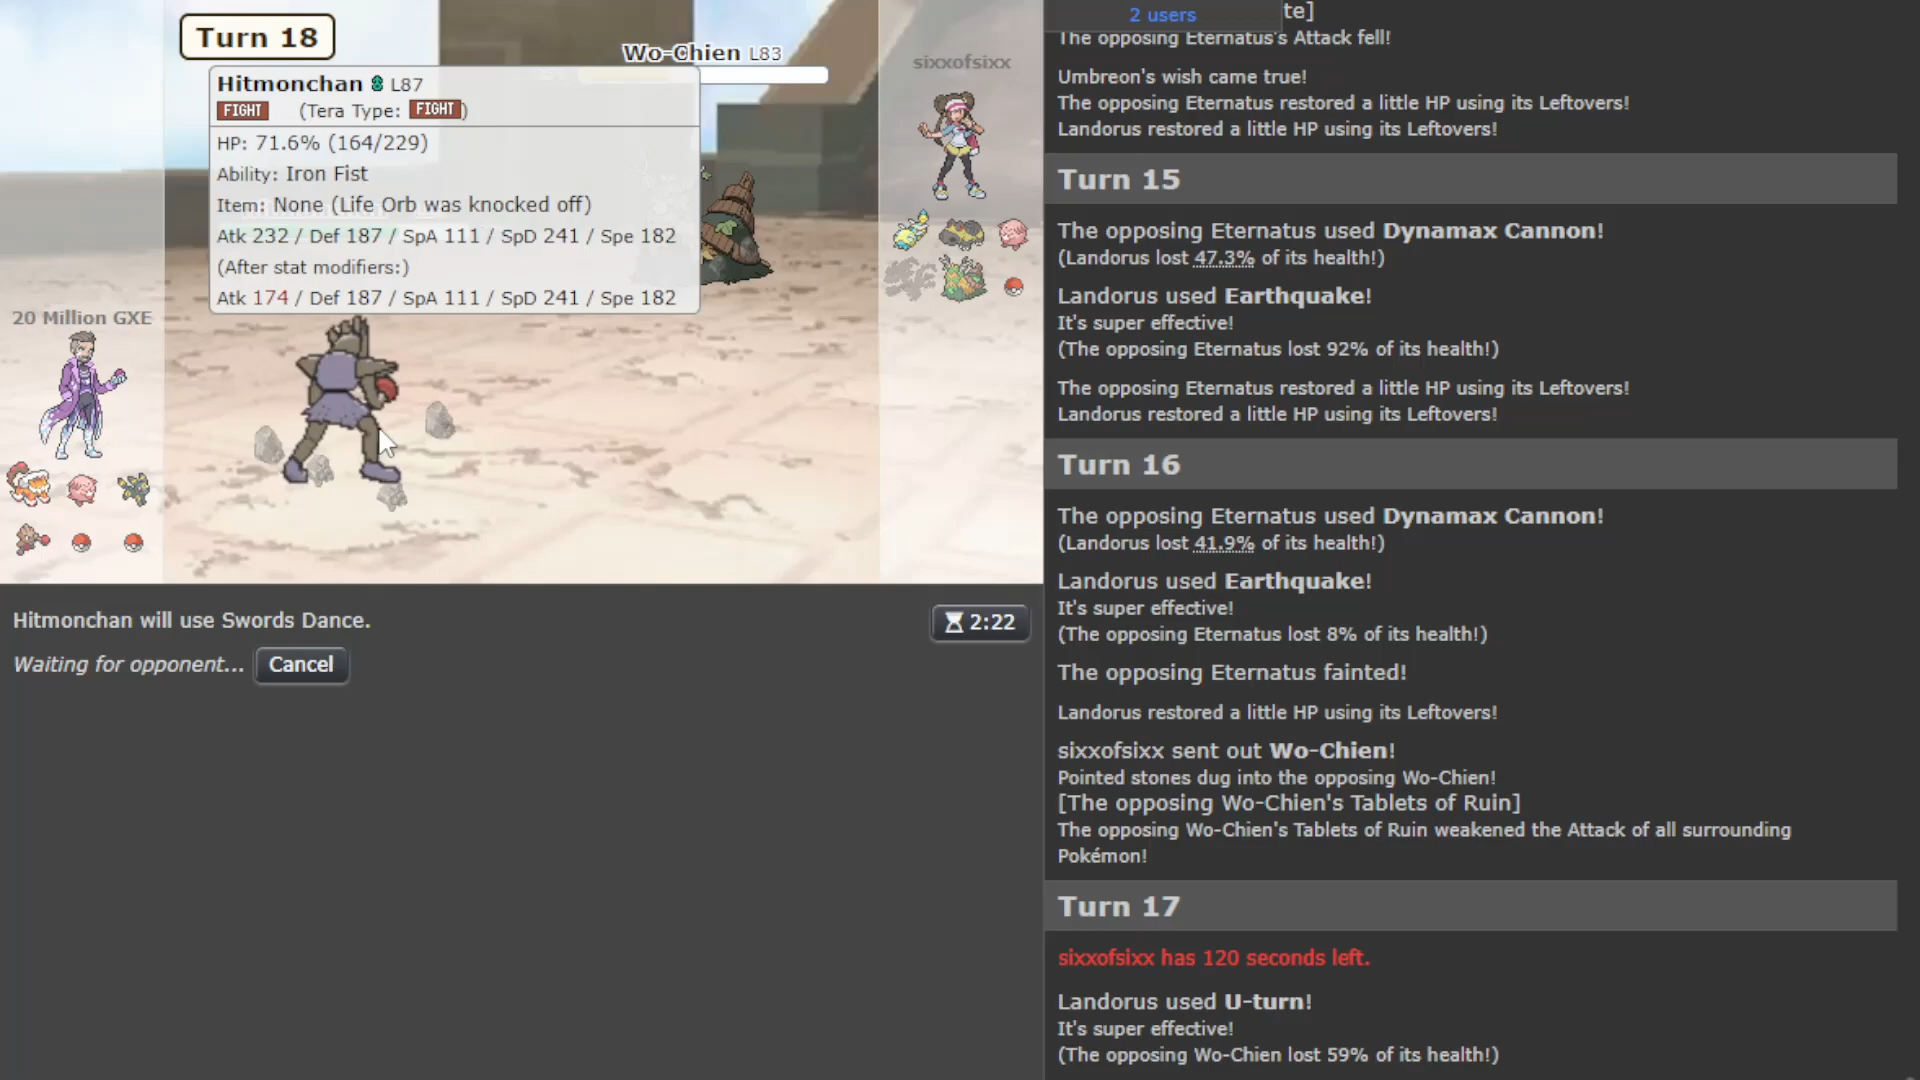 Turn 18
Wo-Chien L83
Hitmonchan L87
FIGHT (Tera Type: FIGHT)
HP: 71.6% (164/229)
Ability: Iron Fist
Item: None (Life Orb was knocked off)
Atk 232 / Def 187 / SpA 111 / SpD 241 / Spe 182
(After stat modifiers:)
Atk 174 / Def 187 / SpA 111 / SpD 241 / Spe 182
20 Million GXE
sixxofsixx
Hitmonchan will use Swords Dance.
2:22
Waiting for opponent... Cancel
2 users
te]
The opposing Eternatus's Attack fell!
Umbreon's wish came true!
The opposing Eternatus restored a little HP using its Leftovers!
Landorus restored a little HP using its Leftovers!
Turn 15
The opposing Eternatus used Dynamax Cannon!
(Landorus lost 47.3% of its health!)
Landorus used Earthquake!
It's super effective!
(The opposing Eternatus lost 92% of its health!)
The opposing Eternatus restored a little HP using its Leftovers!
Landorus restored a little HP using its Leftovers!
Turn 16
The opposing Eternatus used Dynamax Cannon!
(Landorus lost 41.9% of its health!)
Landorus used Earthquake!
It's super effective!
(The opposing Eternatus lost 8% of its health!)
The opposing Eternatus fainted!
Landorus restored a little HP using its Leftovers!
sixxofsixx sent out Wo-Chien!
Pointed stones dug into the opposing Wo-Chien!
[The opposing Wo-Chien's Tablets of Ruin]
The opposing Wo-Chien's Tablets of Ruin weakened the Attack of all surrounding
Pokémon!
Turn 17
sixxofsixx has 120 seconds left.
Landorus used U-turn!
It's super effective!
(The opposing Wo-Chien lost 59% of its health!)